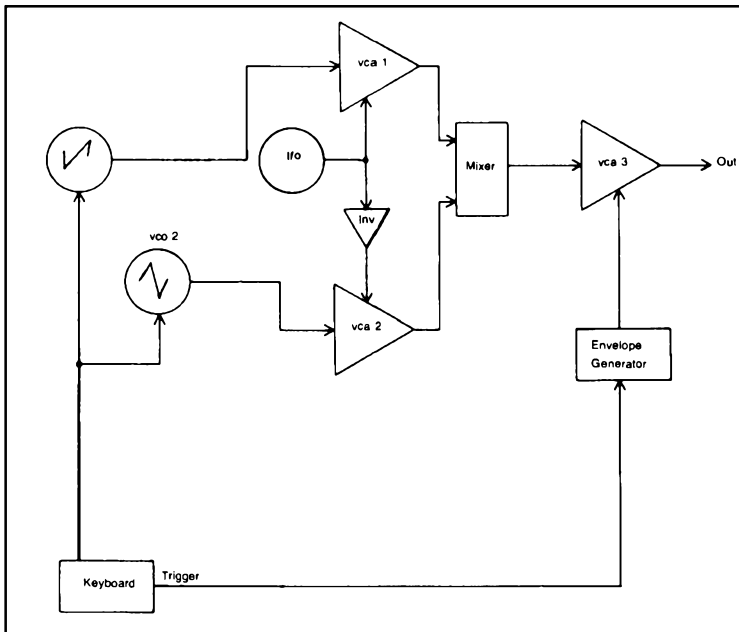 vca 1
lfo
Mixer
vca 3
Out
Inv
vco 2
vca 2
Envelope
Generator
Keyboard
Trigger